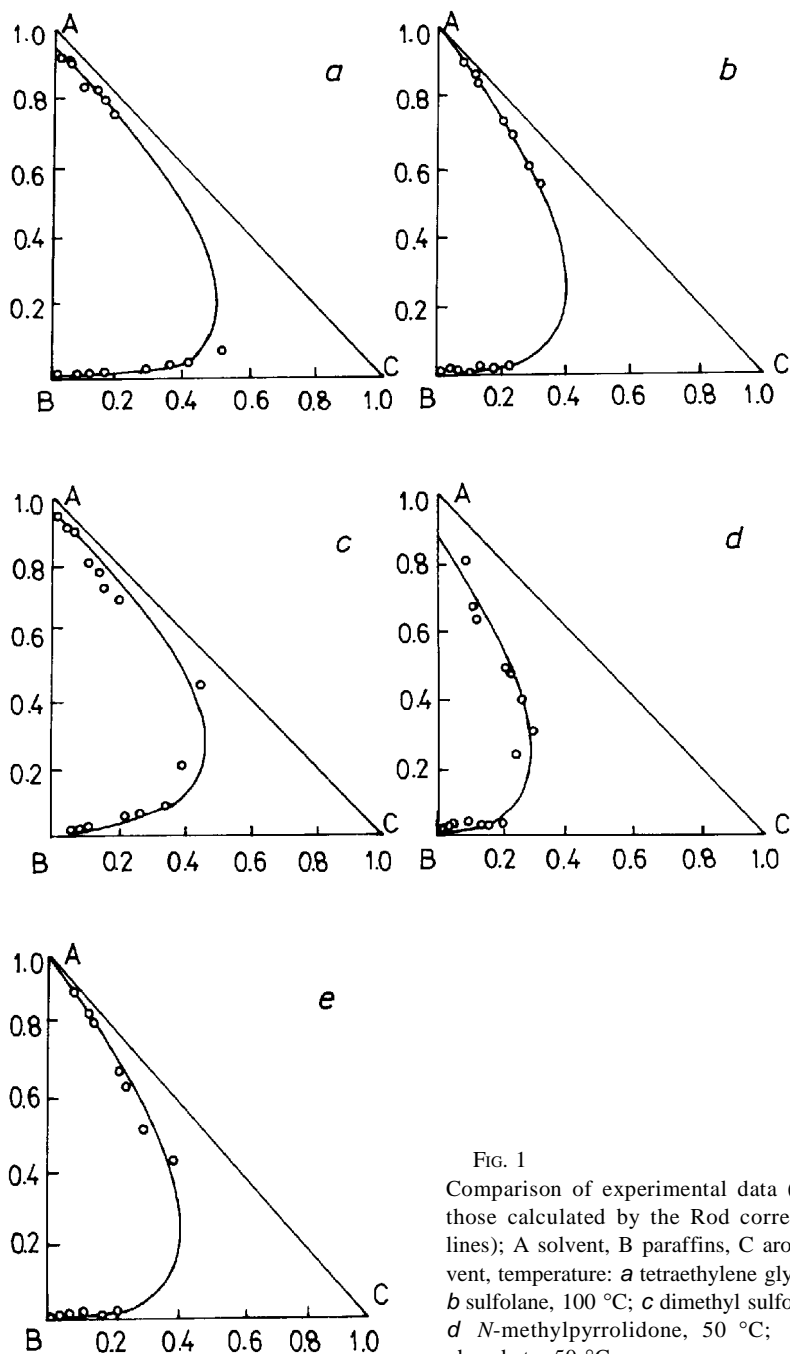 1.0 A
a
0.8
0.6
0.4
0.2
B 0.2 0.4 0.6 0.8 1.0 C
1.0 A
b
0.8
0.6
0.4
0.2
B 0.2 0.4 0.6 0.8 1.0 C
1.0 A
c
0.8
0.6
0.4
0.2
B 0.2 0.4 0.6 0.8 1.0 C
1.0 A
d
0.8
0.6
0.4
0.2
B 0.2 0.4 0.6 0.8 1.0 C
1.0 A
e
0.8
0.6
0.4
0.2
B 0.2 0.4 0.6 0.8 1.0 C
FIG. 1
Comparison of experimental data (
those calculated by the Rod corre
lines); A solvent, B paraffins, C aro
vent, temperature: a tetraethylene gly
b sulfolane, 100 °C; c dimethyl sulfo
d N-methylpyrrolidone, 50 °C;